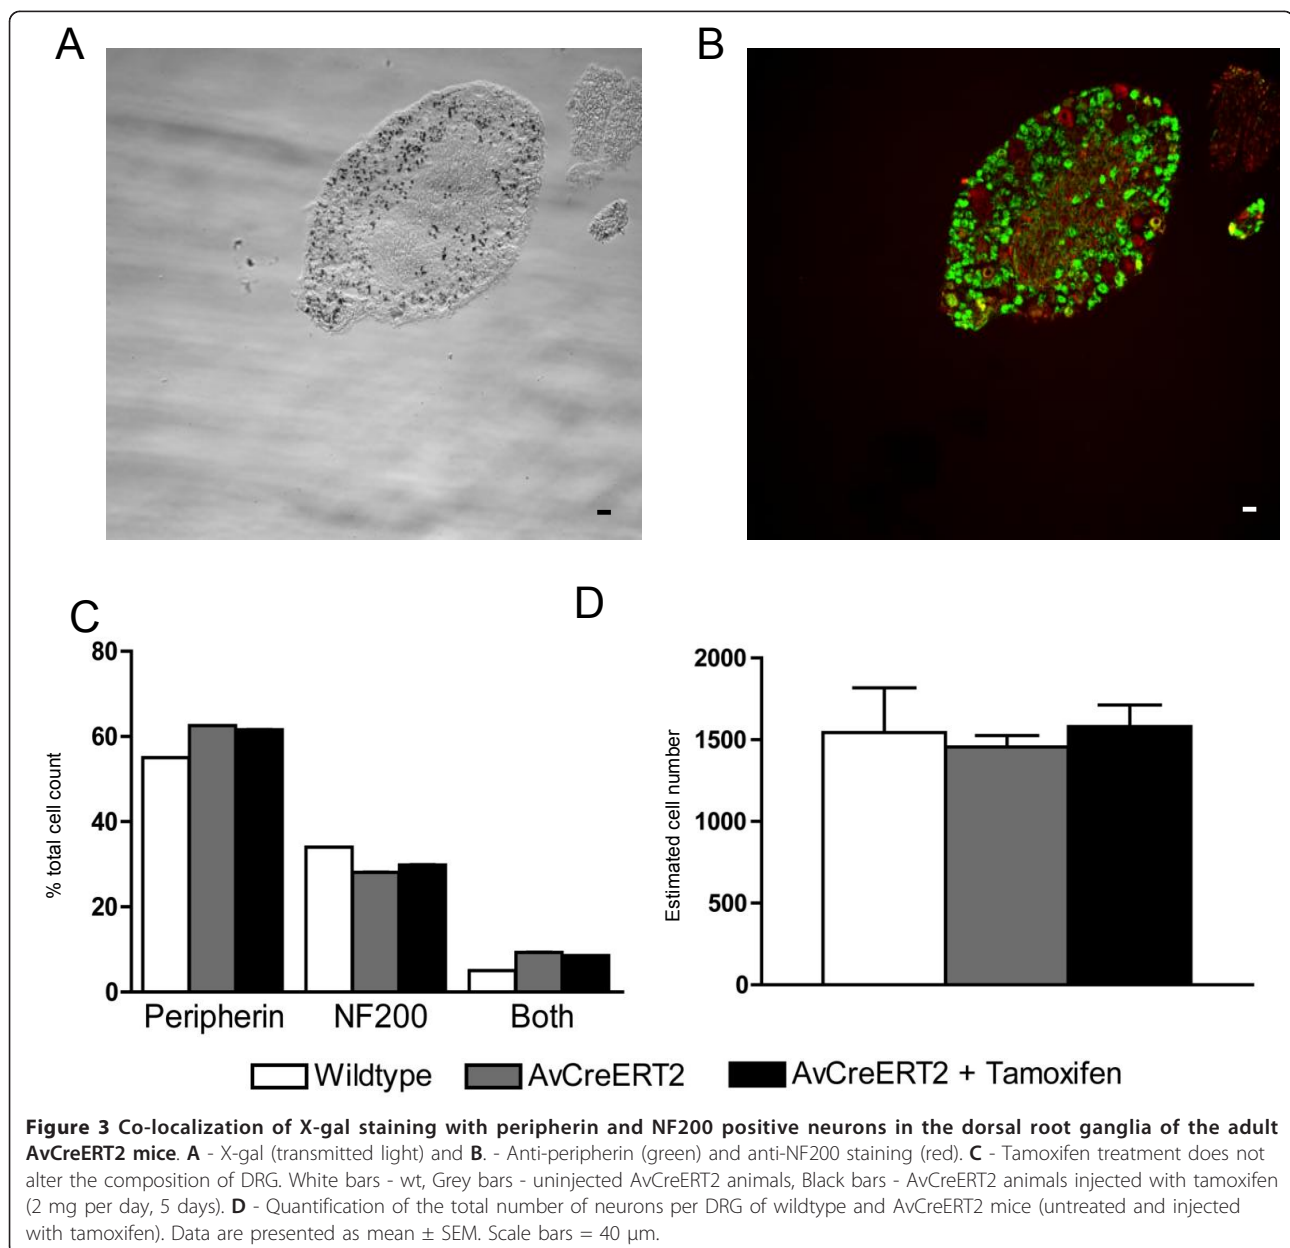 A
B
C
D
80
60
40
20
0
% total cell count
Peripherin NF200 Both
2000
1500
1000
500
0
Estimated cell number
Wildtype AvCreERT2 AvCreERT2 + Tamoxifen
Figure 3 Co-localization of X-gal staining with peripherin and NF200 positive neurons in the dorsal root ganglia of the adult
AvCreERT2 mice. A - X-gal (transmitted light) and B. - Anti-peripherin (green) and anti-NF200 staining (red). C - Tamoxifen treatment does not
alter the composition of DRG. White bars - wt, Grey bars - uninjected AvCreERT2 animals, Black bars - AvCreERT2 animals injected with tamoxifen
(2 mg per day, 5 days). D - Quantification of the total number of neurons per DRG of wildtype and AvCreERT2 mice (untreated and injected
with tamoxifen). Data are presented as mean ± SEM. Scale bars = 40 μm.